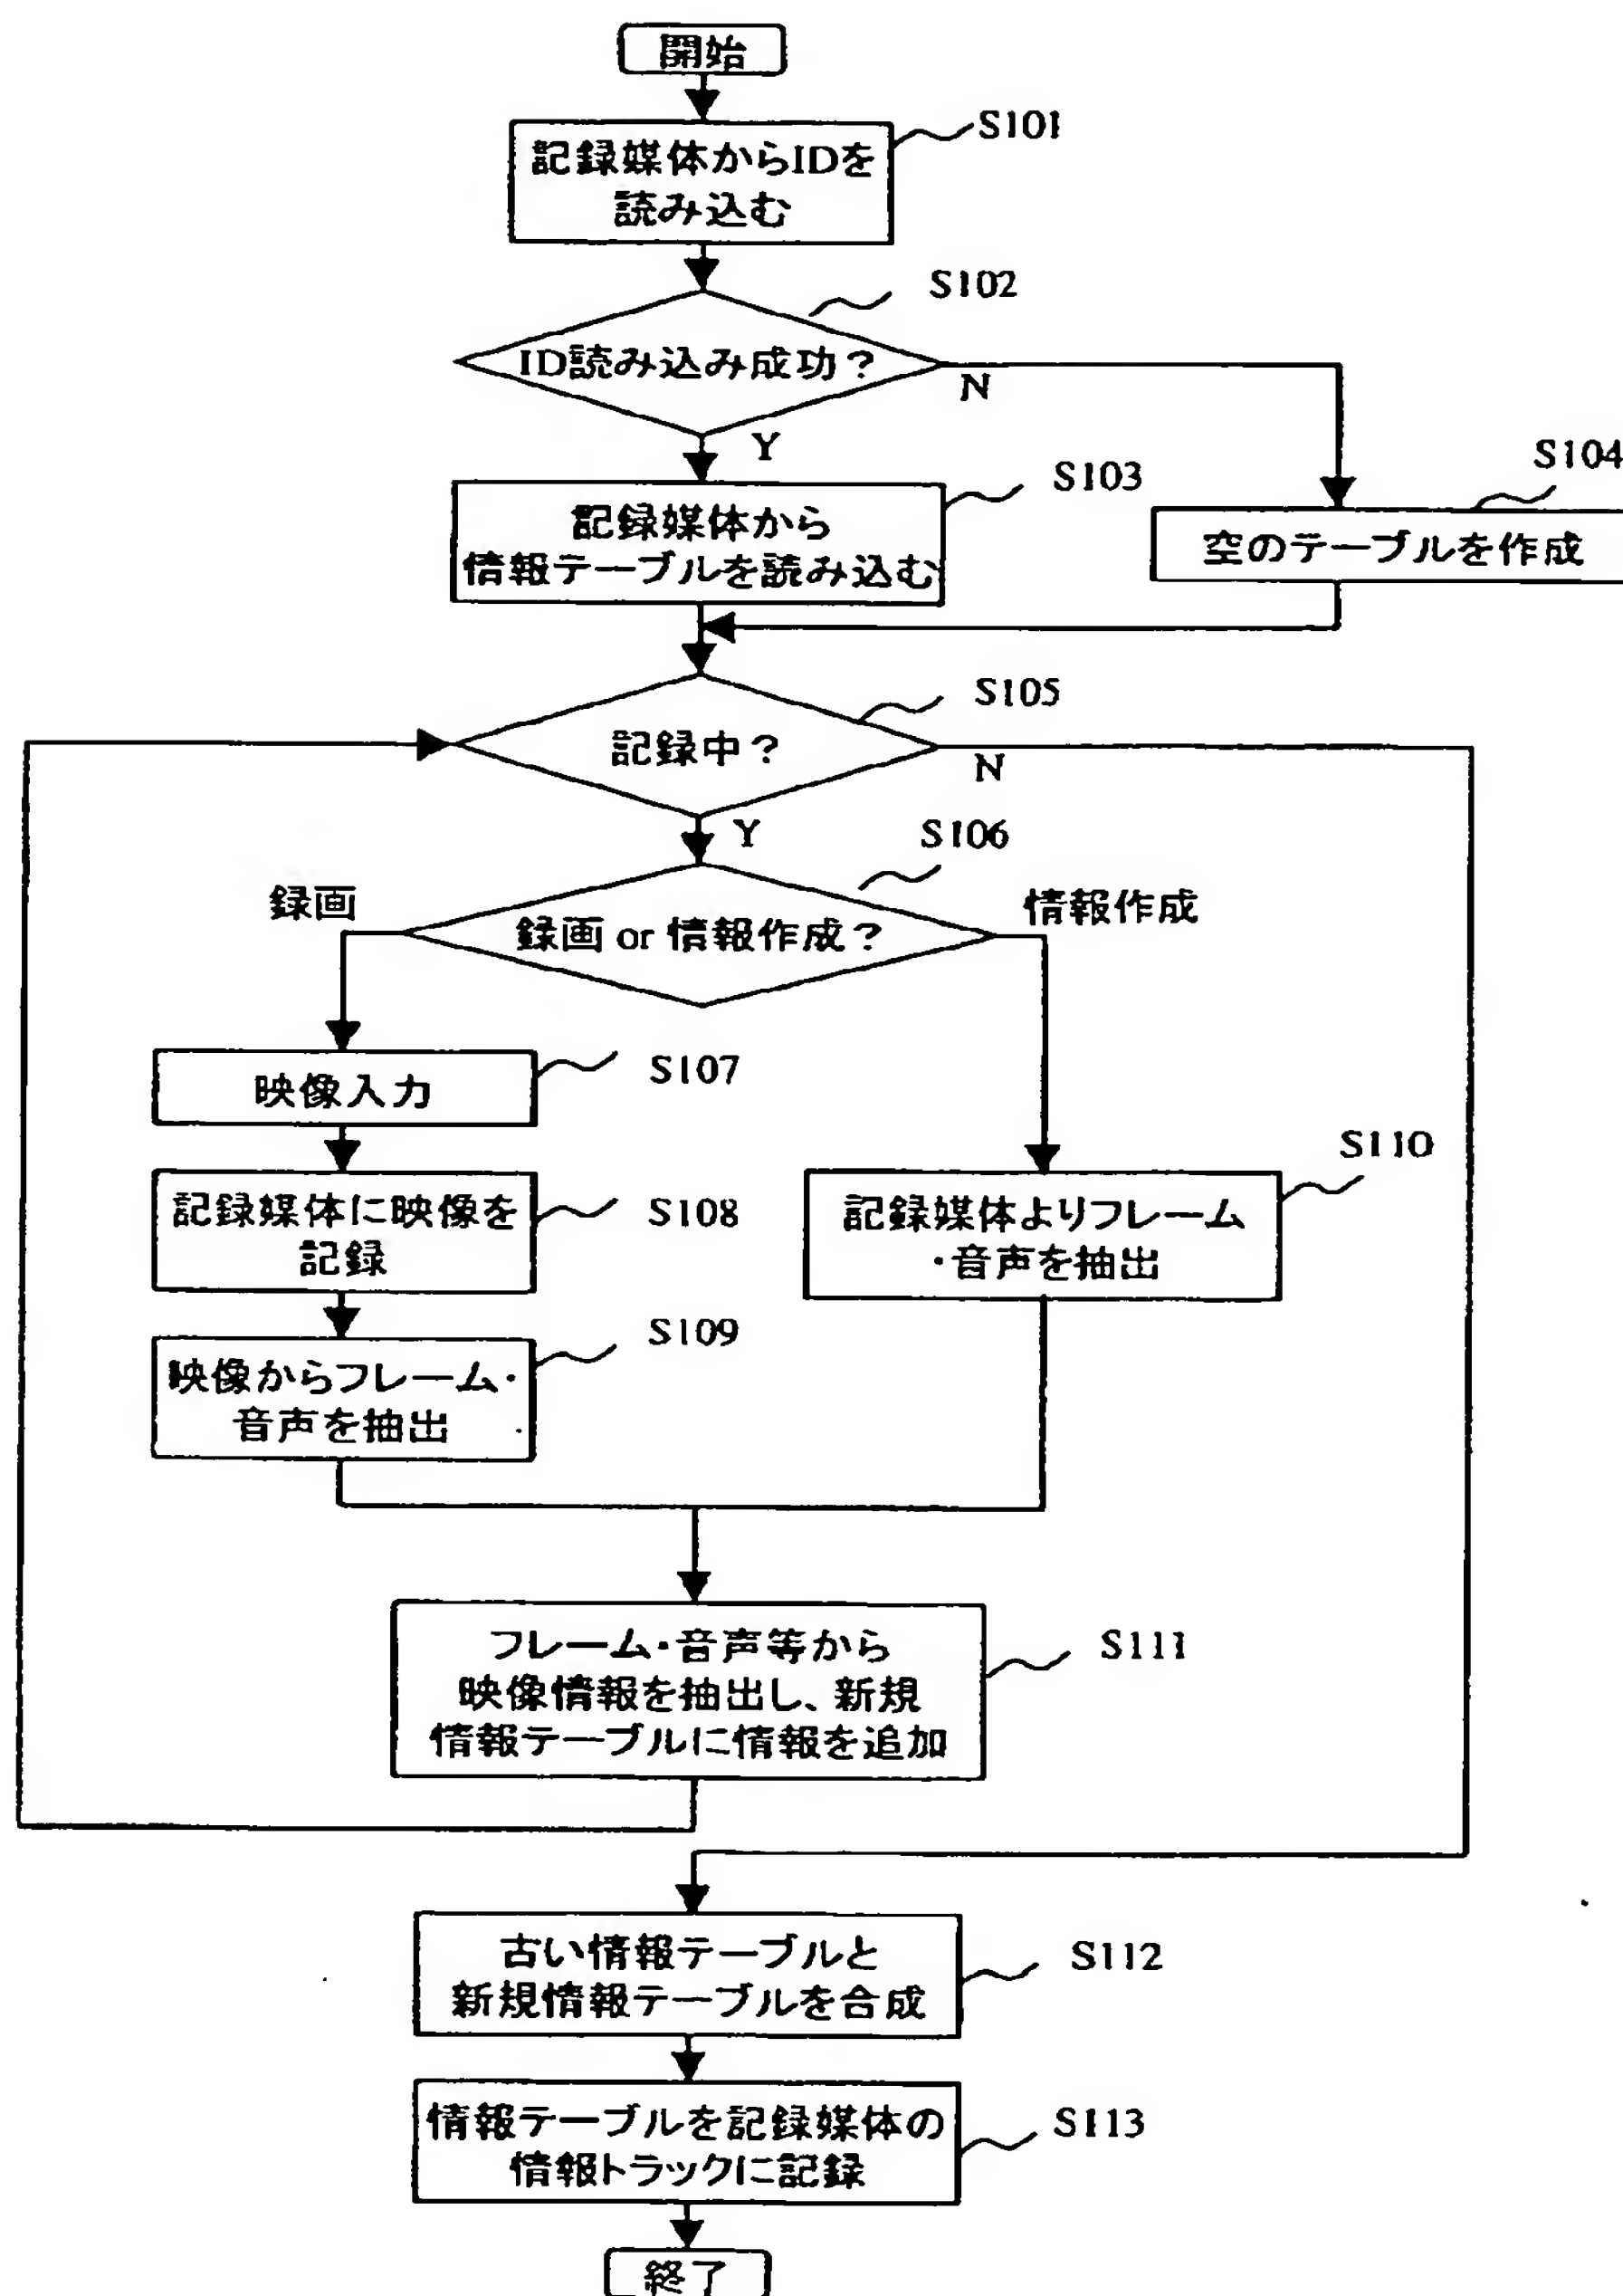 開始
S101
記録媒体からIDを
読み込む
S102
ID読み込み成功？
N
Y
S103
記録媒体から
情報テーブルを読み込む
S104
空のテーブルを作成
S105
記録中？
N
Y
S106
録画
録画 or 情報作成？
情報作成
S107
映像入力
S108
記録媒体に映像を
記録
S109
映像からフレーム・
音声を抽出
S110
記録媒体よりフレーム
・音声を抽出
S111
フレーム・音声等から
映像情報を抽出し、新規
情報テーブルに情報を追加
S112
古い情報テーブルと
新規情報テーブルを合成
S113
情報テーブルを記録媒体の
情報トラックに記録
終了